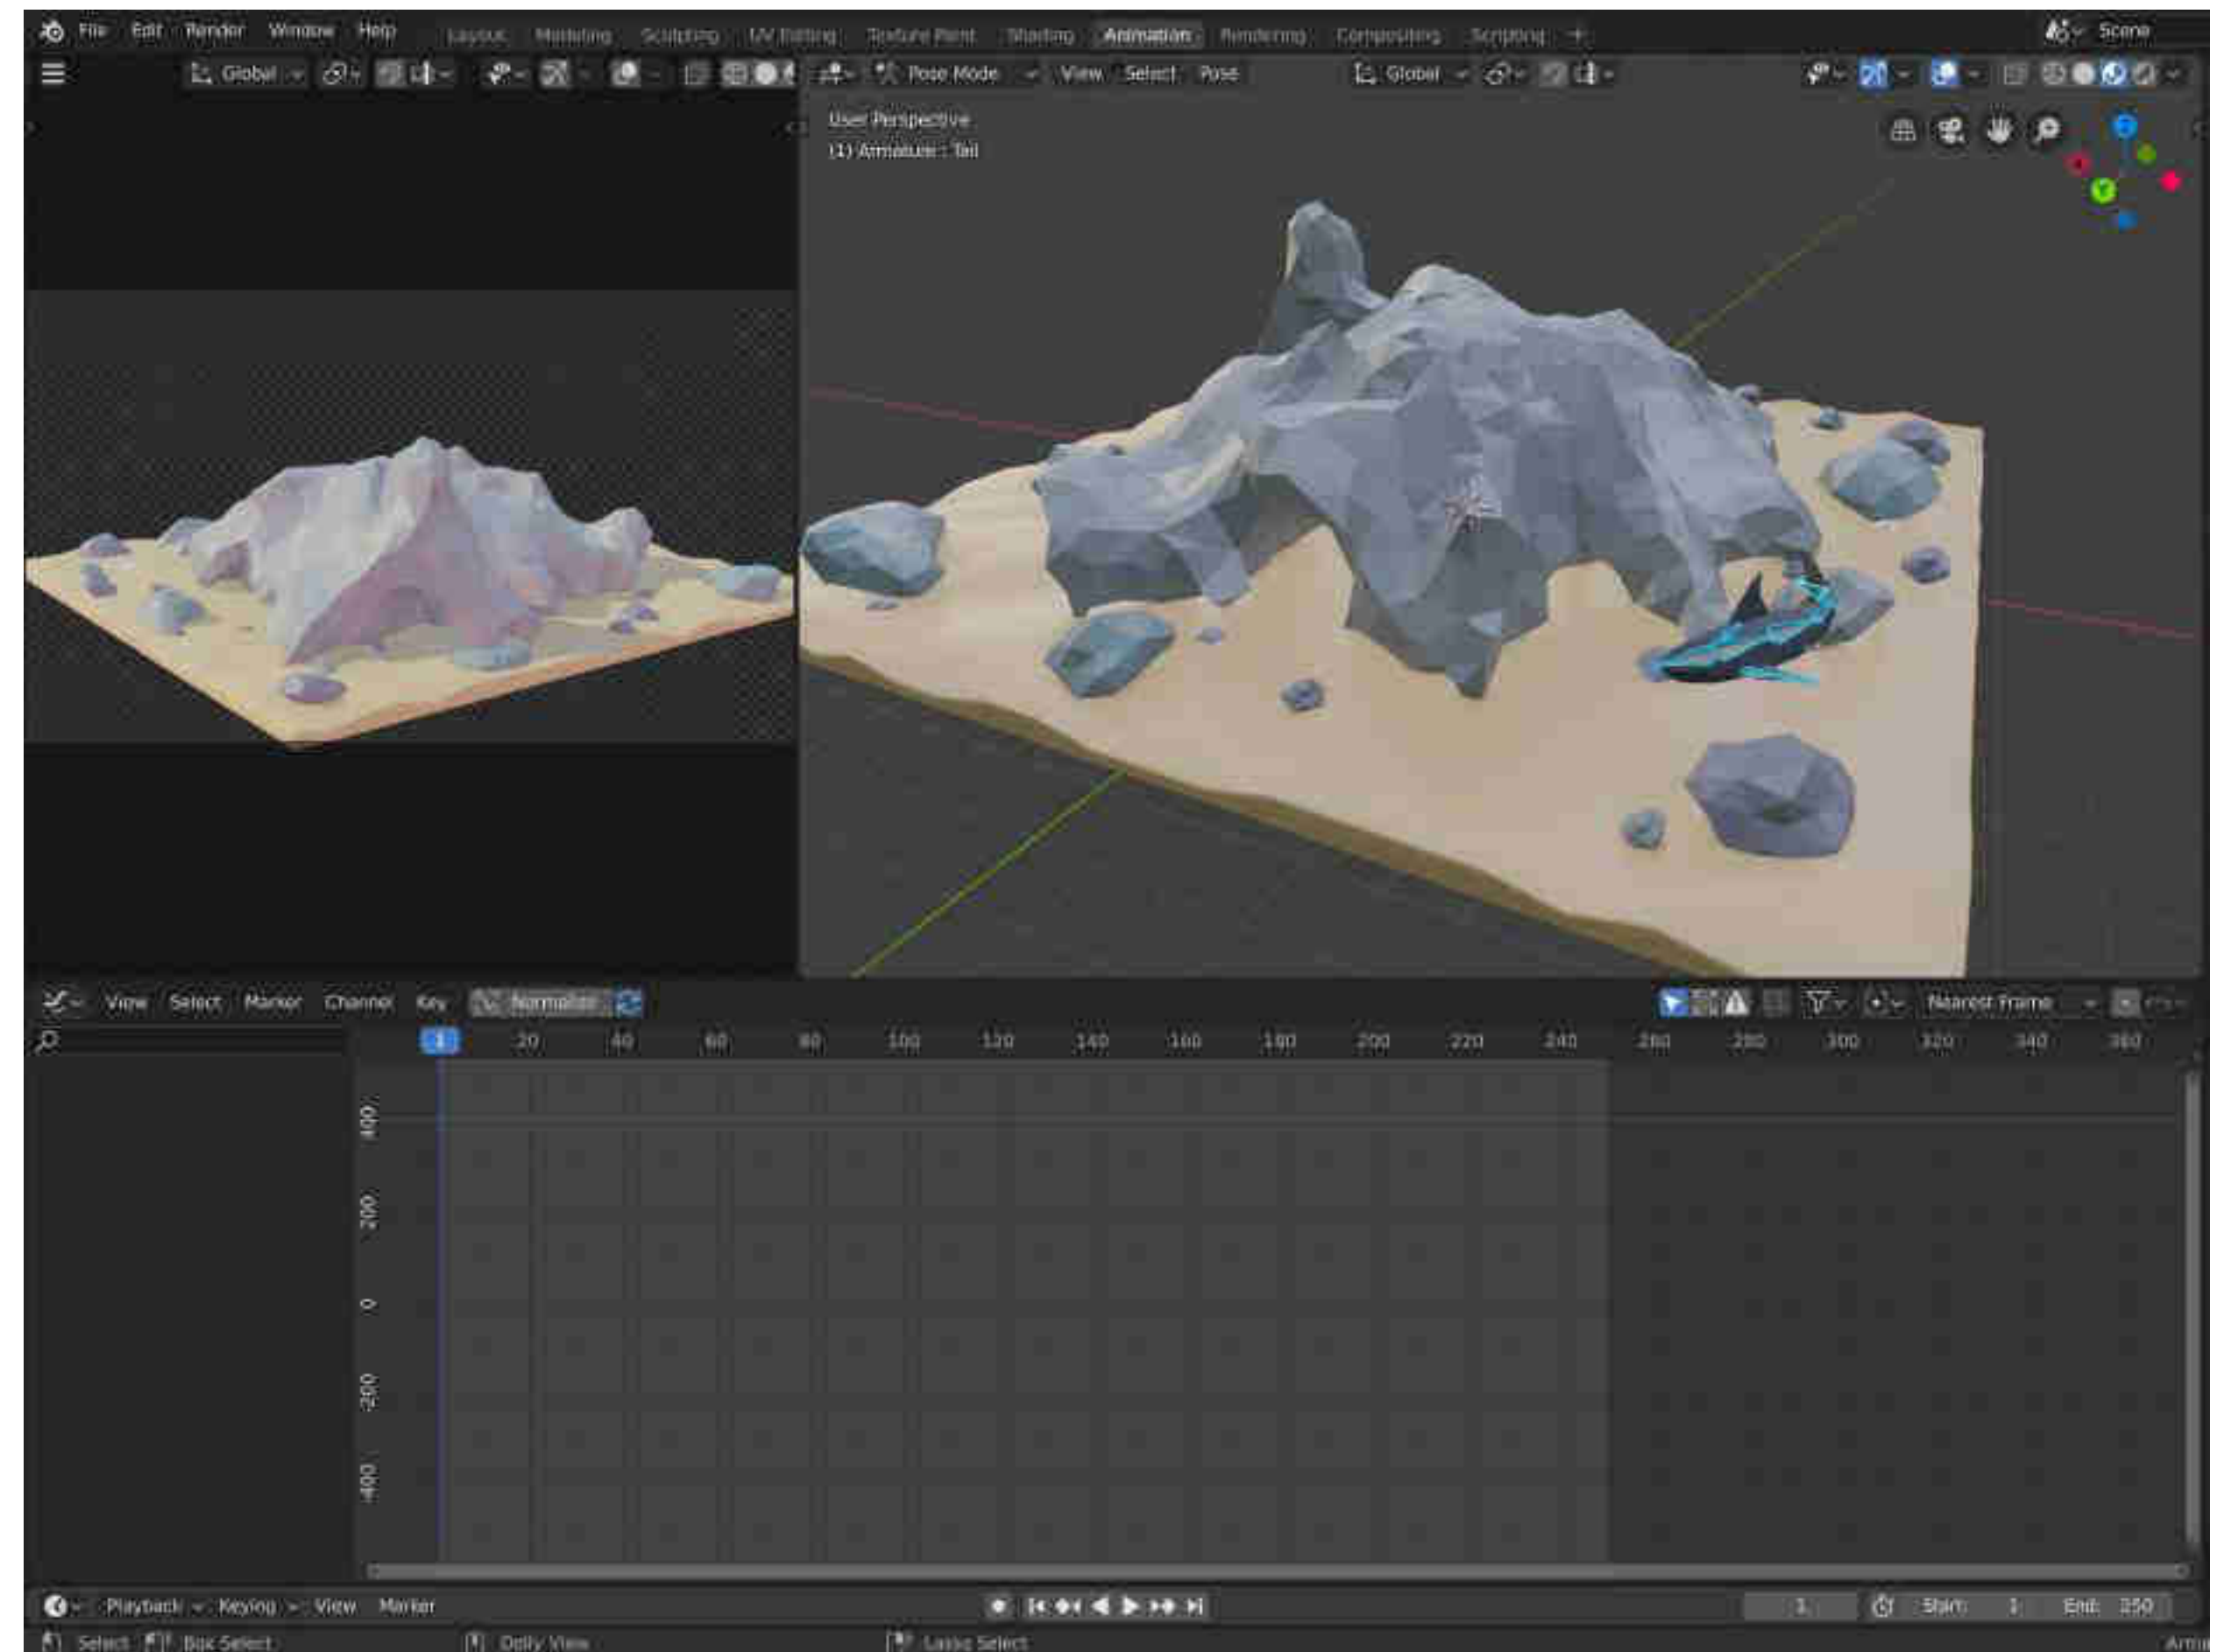 File Edit Render Window Help Layout Modeling Sculpting UV Editing Texture Paint Shading Animation Rendering Compositing Scripting + Scene
Global
Pose Mode View Select Pose Global
User Perspective
(1) Armature : Tail
Y
View Select Marker Channel Key Normalize Nearest Frame
1 20 40 60 80 100 120 140 160 180 200 220 240 260 280 300 320 340 360
400
200
0
-200
-400
Playback Keying View Marker 1 Start 1 End 250
Select Box Select Dolly View Lasso Select